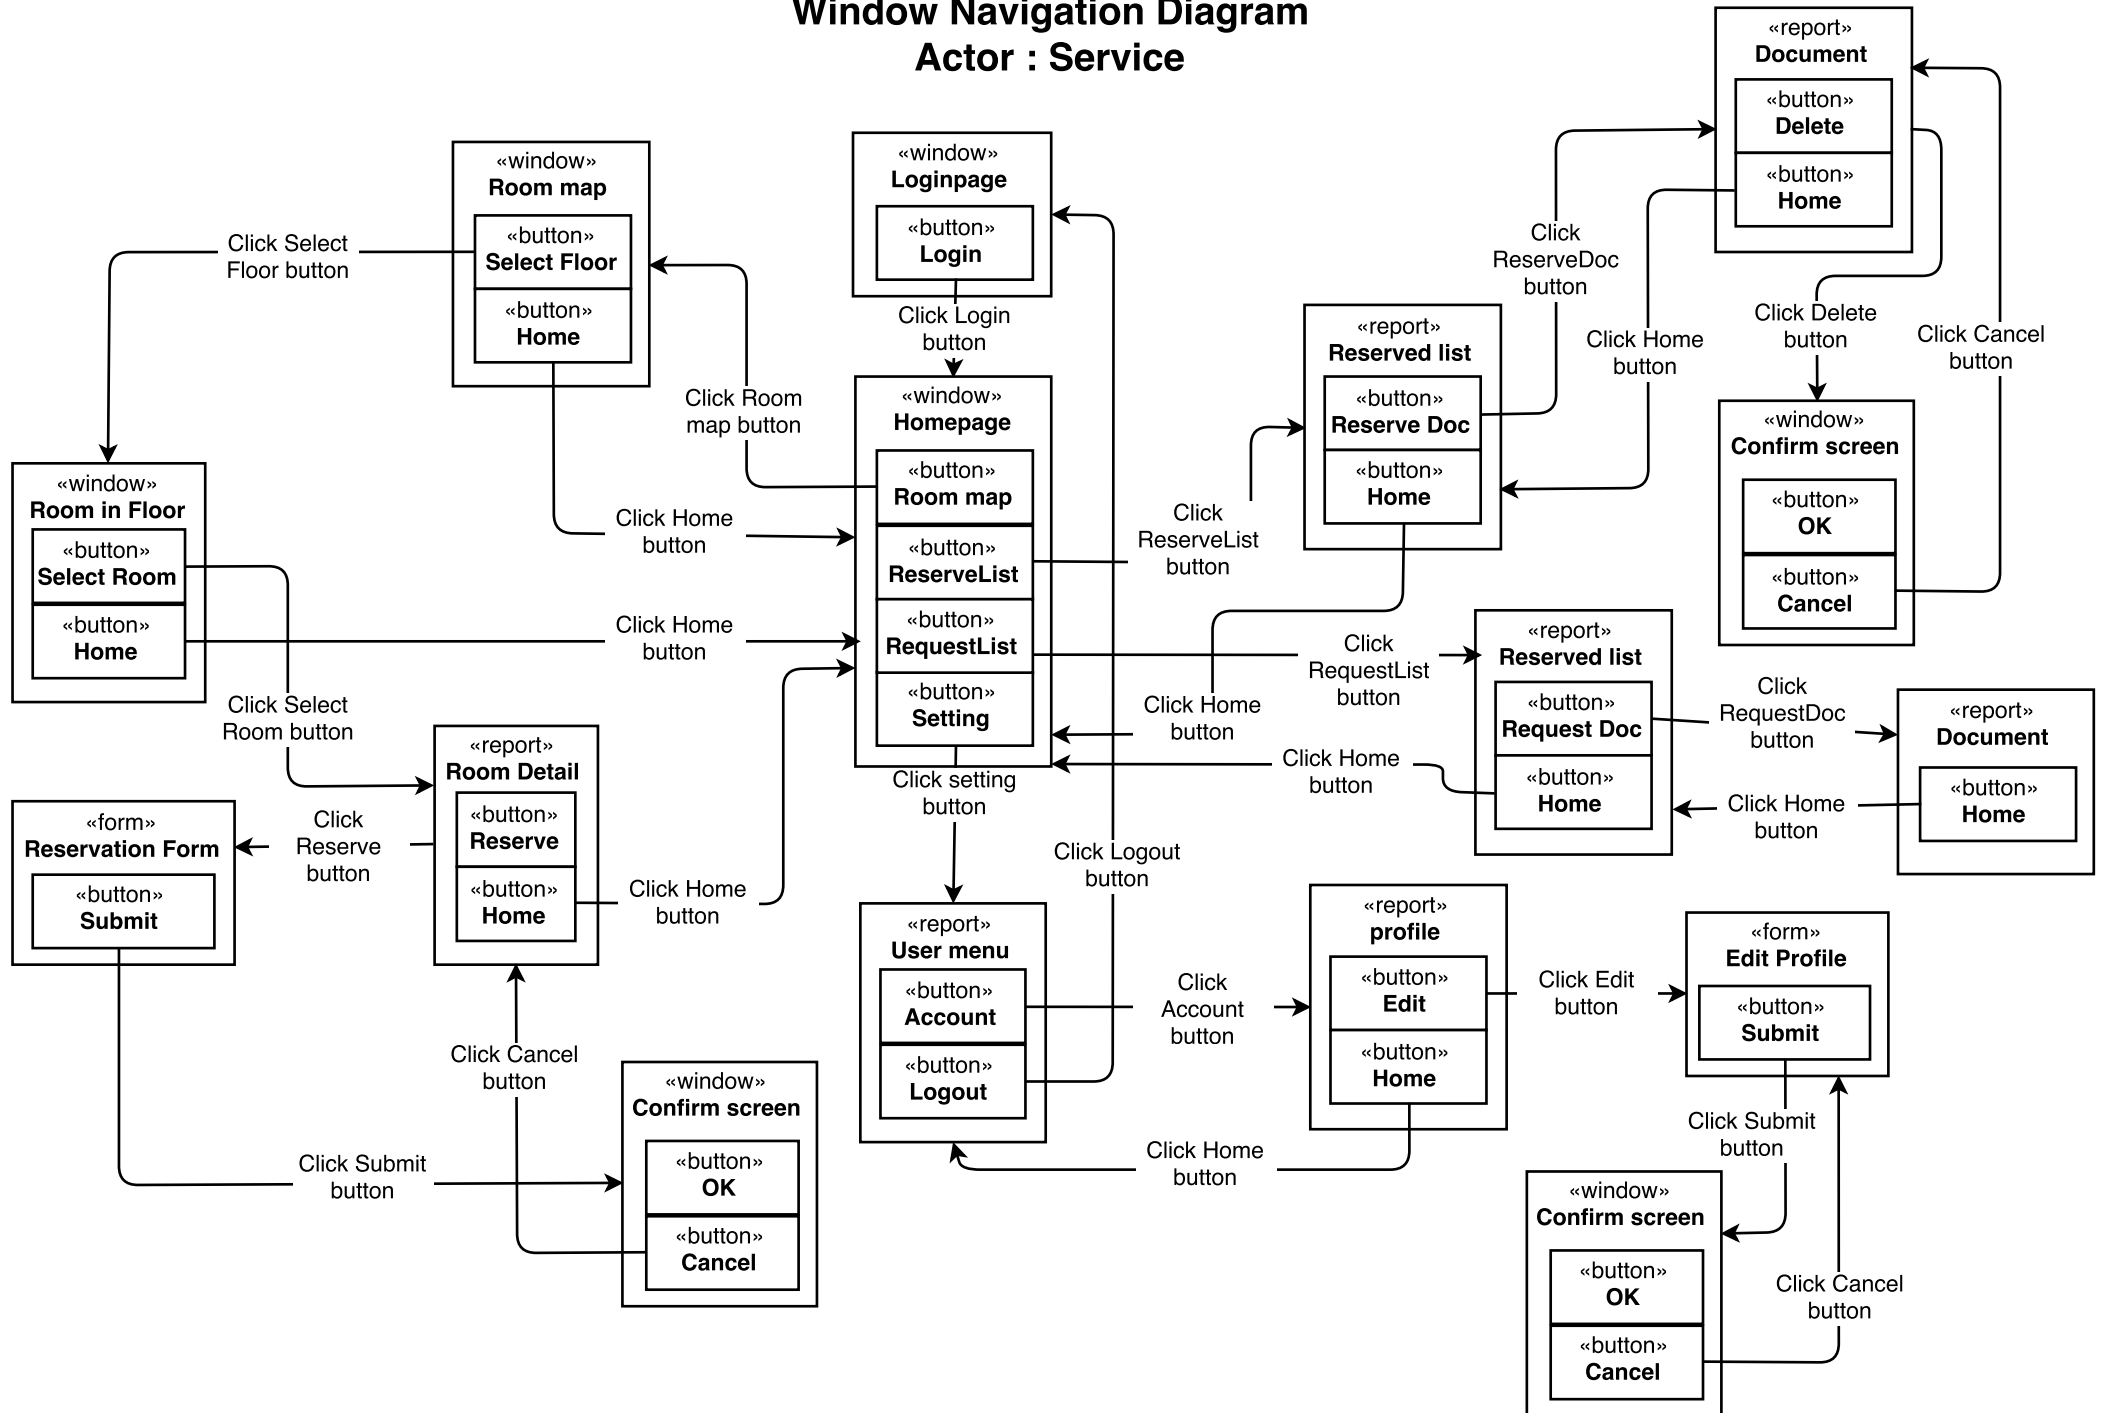 Window Navigation Diagram
Actor : Service
«window»
Room map
«button»
Select Floor
«button»
Home
Click Select
Floor button
«window»
Loginpage
«button»
Login
Click Login
button
Click Room
map button
«window»
Homepage
«button»
Room map
«button»
ReserveList
«button»
RequestList
«button»
Setting
Click Home
button
«window»
Room in Floor
«button»
Select Room
«button»
Home
Click Home
button
Click Select
Room button
«report»
Room Detail
«button»
Reserve
«button»
Home
Click
Reserve
button
Click Home
button
«form»
Reservation Form
«button»
Submit
Click Submit
button
Click Cancel
button
«window»
Confirm screen
«button»
OK
«button»
Cancel
Click setting
button
Click Logout
button
«report»
User menu
«button»
Account
«button»
Logout
Click
Account
button
Click Home
button
«report»
profile
«button»
Edit
«button»
Home
Click Edit
button
«form»
Edit Profile
«button»
Submit
Click Submit
button
«window»
Confirm screen
«button»
OK
«button»
Cancel
Click Cancel
button
Click
ReserveList
button
«report»
Reserved list
«button»
Reserve Doc
«button»
Home
Click
ReserveDoc
button
Click Home
button
«report»
Document
«button»
Delete
«button»
Home
Click Delete
button
Click Cancel
button
«window»
Confirm screen
«button»
OK
«button»
Cancel
Click
RequestList
button
Click Home
button
Click Home
button
«report»
Reserved list
«button»
Request Doc
«button»
Home
Click
RequestDoc
button
Click Home
button
«report»
Document
«button»
Home